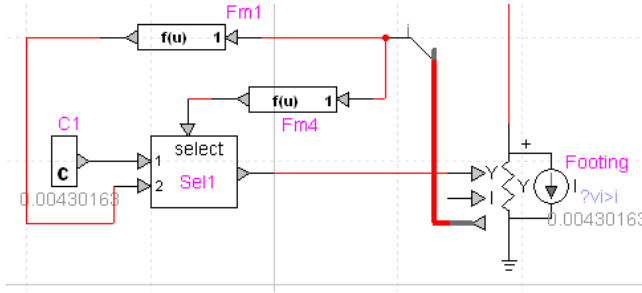 Fm1
i
f(u) 1
f(u) 1
Fm4
C1
select
+
C
1
Sel1
2
Footing
Y
Y
I
I
?vi>i
0.00430163
0.00430163